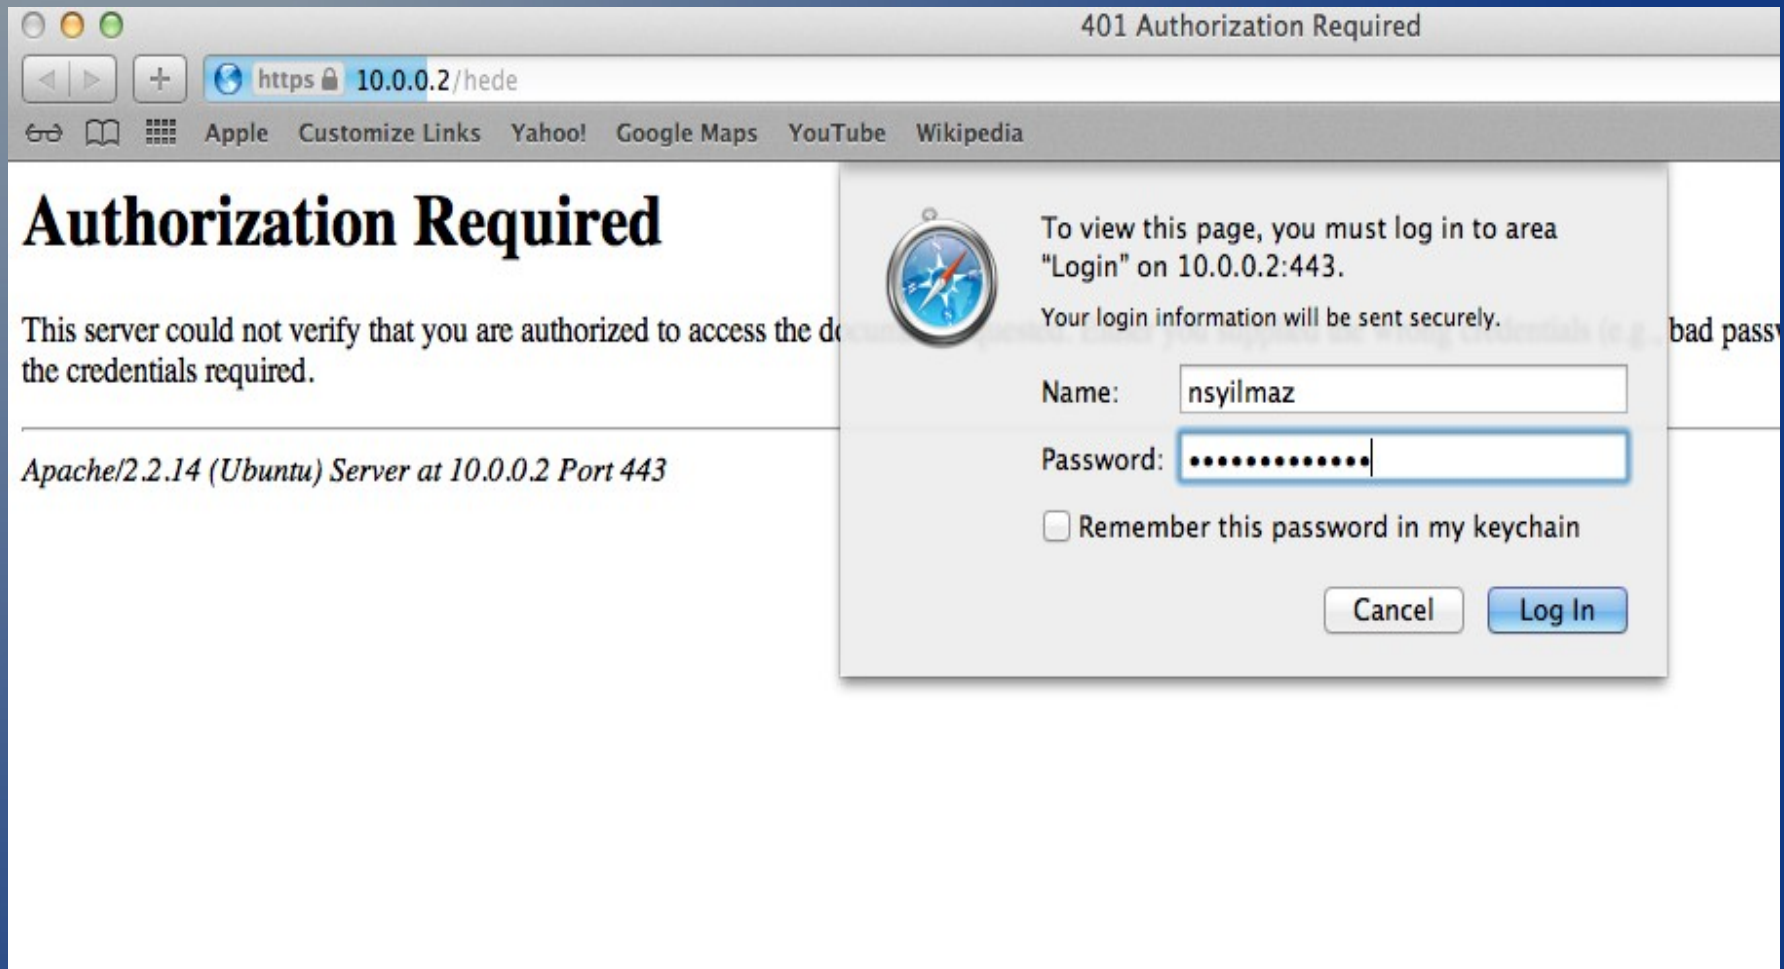 401 Authorization Required
https 10.0.0.2/hede
Apple Customize Links Yahoo! Google Maps YouTube Wikipedia
Authorization Required
This server could not verify that you are authorized to access the d bad passw
the credentials required.
Apache/2.2.14 (Ubuntu) Server at 10.0.0.2 Port 443
To view this page, you must log in to area
“Login” on 10.0.0.2:443.
Your login information will be sent securely.
Name: nsyilmaz
Password: ••••••••••••••
Remember this password in my keychain
Cancel Log In